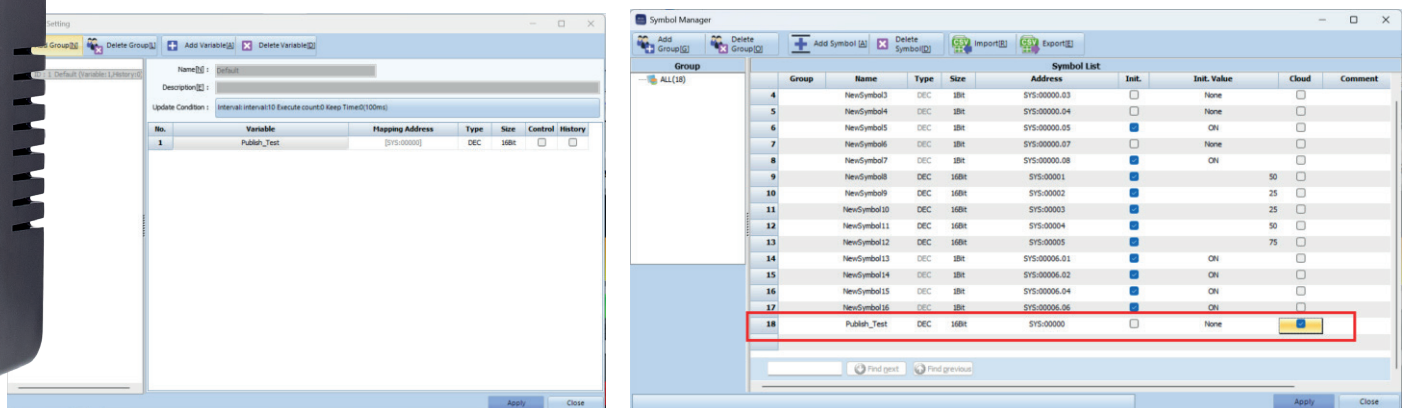 Setting
Group[N] Delete Group[L] Add Variable[A] Delete Variable[D]
ID : 1 Default (Variable: 1,History:0)
Name[N] : Default
Description[E] :
Update Condition : Interval: interval:10 Execute count:0 Keep Time:0(100ms)
No. Variable Mapping Address Type Size Control History
1 Publish_Test [SYS:00000] DEC 16Bit
Apply Close
Symbol Manager
Add Group[G] Delete Group[O] Add Symbol [A] Delete Symbol[D] Import[B] Export[E]
Group Symbol List
ALL(18)
Group Name Type Size Address Init. Init. Value Cloud Comment
4 NewSymbol3 DEC 1Bit SYS:00000.03 None
5 NewSymbol4 DEC 1Bit SYS:00000.04 None
6 NewSymbol5 DEC 1Bit SYS:00000.05 ON
7 NewSymbol6 DEC 1Bit SYS:00000.07 None
8 NewSymbol7 DEC 1Bit SYS:00000.08 ON
9 NewSymbol8 DEC 16Bit SYS:00001 50
10 NewSymbol9 DEC 16Bit SYS:00002 25
11 NewSymbol10 DEC 16Bit SYS:00003 25
12 NewSymbol11 DEC 16Bit SYS:00004 50
13 NewSymbol12 DEC 16Bit SYS:00005 75
14 NewSymbol13 DEC 1Bit SYS:00006.01 ON
15 NewSymbol14 DEC 1Bit SYS:00006.02 ON
16 NewSymbol15 DEC 1Bit SYS:00006.04 ON
17 NewSymbol16 DEC 1Bit SYS:00006.06 ON
18 Publish_Test DEC 16Bit SYS:00000 None
Find next Find previous
Apply Close